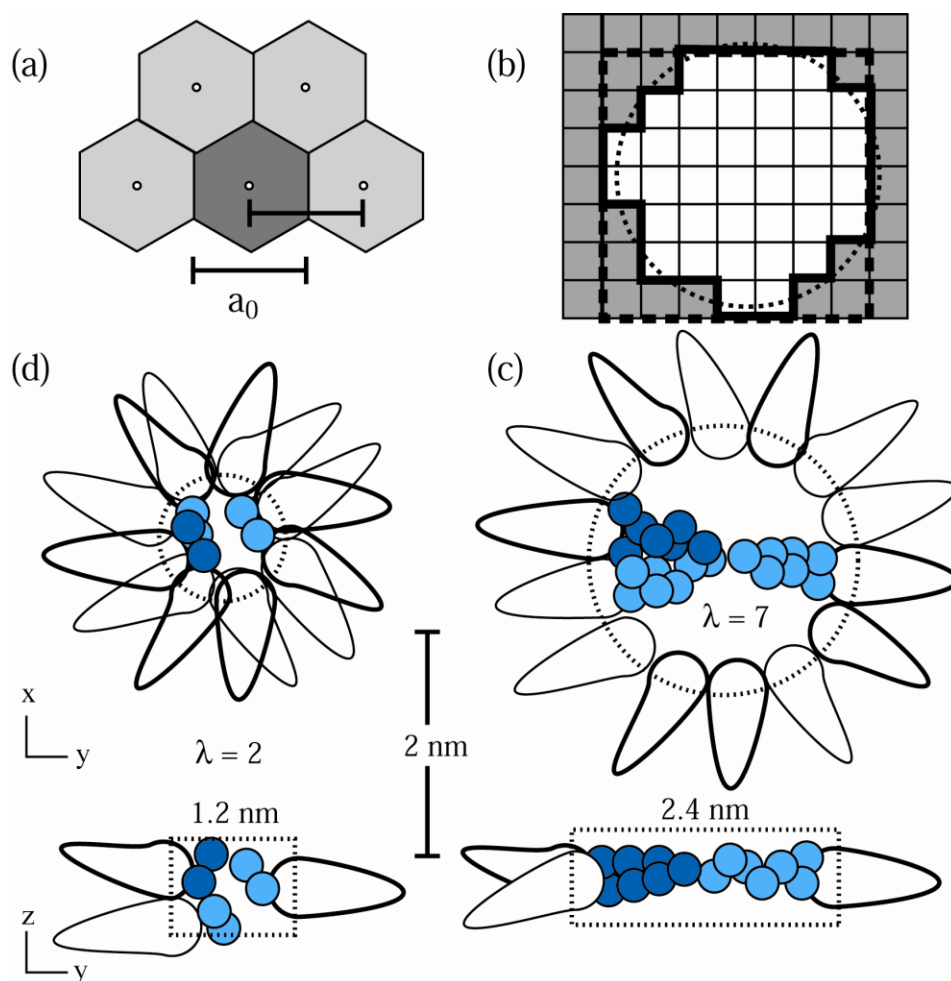 (a)
a₀
(b)
(d)
(c)
λ = 7
x
y
λ = 2
2 nm
1.2 nm
2.4 nm
z
y